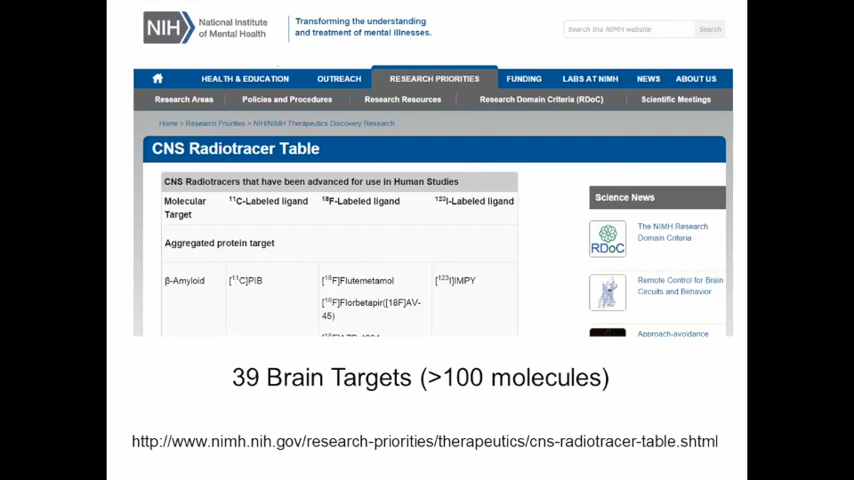 NIH
National Institute
of Mental Health
Transforming the understanding
and treatment of mental illnesses.
Search the NIMH website
Search
HEALTH & EDUCATION
OUTREACH
RESEARCH PRIORITIES
FUNDING
LABS AT NIMH
NEWS
ABOUT US
Research Areas
Policies and Procedures
Research Resources
Research Domain Criteria (RDoC)
Scientific Meetings
Home > Research Priorities > NIH/NIMH Therapeutics Discovery Research
CNS Radiotracer Table
CNS Radiotracers that have been advanced for use in Human Studies
Molecular
Target
¹¹C-Labeled ligand
¹⁸F-Labeled ligand
¹²³I-Labeled ligand
Aggregated protein target
β-Amyloid
[¹¹C]PIB
[¹⁸F]Flutemetamol
[¹⁸F]Florbetapir([18F]AV-
45)
[¹²³I]IMPY
Science News
RDoC
The NIMH Research
Domain Criteria
Remote Control for Brain
Circuits and Behavior
Approach-avoidance
39 Brain Targets (>100 molecules)
http://www.nimh.nih.gov/research-priorities/therapeutics/cns-radiotracer-table.shtml